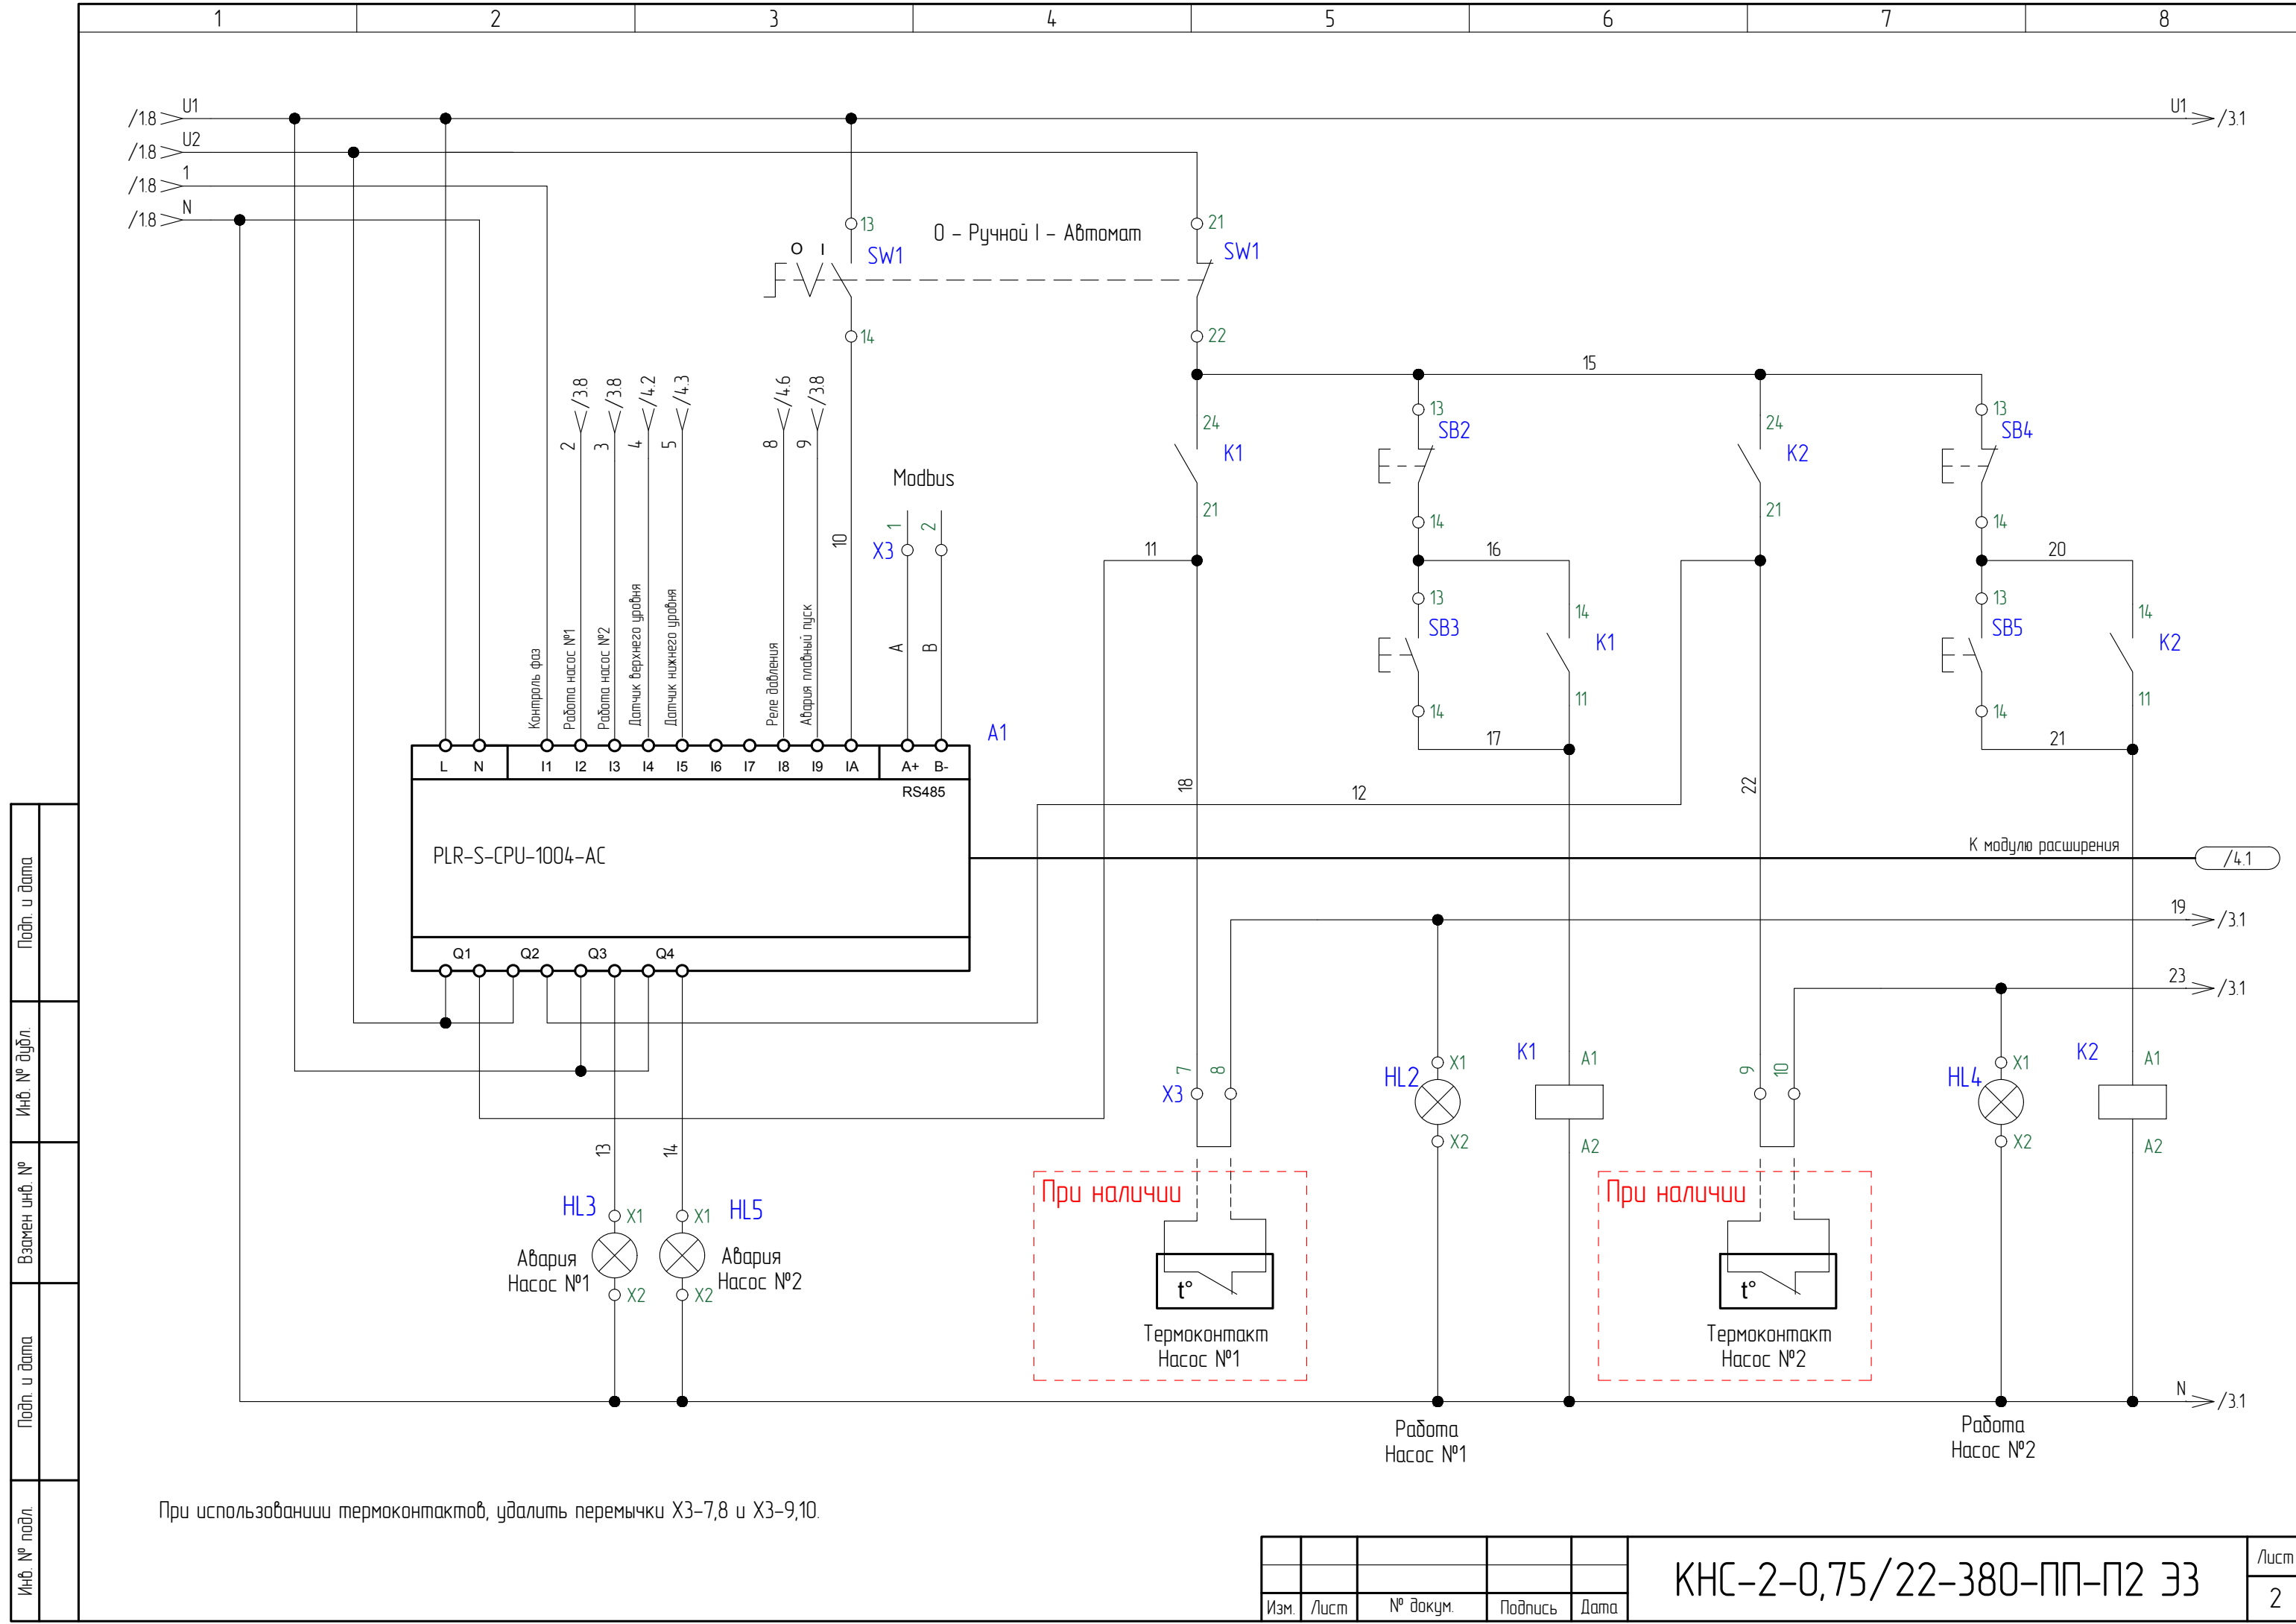 1 2 3 4 5 6 7 8
/1.8 U1
U1 /3.1
/1.8 U2
/1.8 1
/1.8 N
13
SW1
14
O I
0 - Ручной I - Автомат
21
SW1
22
15
2 /3.8
3 /3.8
4 /4.2
5 /4.3
8 /4.6
9 /3.8
10
Контроль фаз
Работа насос №1
Работа насос №2
Датчик верхнего уровня
Датчик нижнего уровня
Реле давления
Авария плавный пуск
Modbus
X3 1 2
A B
24
K1
21
11
13
SB2
14
16
13
SB3
14
17
14
K1
11
24
K2
21
13
SB4
14
20
13
SB5
14
21
14
K2
11
A1
L N I1 I2 I3 I4 I5 I6 I7 I8 I9 IA A+ B-
RS485
PLR-S-CPU-1004-AC
Q1 Q2 Q3 Q4
18
12
22
К модулю расширения
/4.1
19 /3.1
23 /3.1
13 14
HL3 X1 X2
Авария
Насос №1
HL5 X1 X2
Авария
Насос №2
X3 7 8
При наличии
t°
Термоконтакт
Насос №1
HL2 X1 X2
K1 A1 A2
9 10
При наличии
t°
Термоконтакт
Насос №2
HL4 X1 X2
K2 A1 A2
N /3.1
Работа
Насос №1
Работа
Насос №2
При использованиии термоконтактов, удалить перемычки X3-7,8 и X3-9,10.
Подп. и дата
Инв. № дубл.
Взамен инв. №
Подп. и дата
Инв. № подл.
Изм. Лист № докум. Подпись Дата
КНС-2-0,75/22-380-ПП-П2 Э3
Лист
2